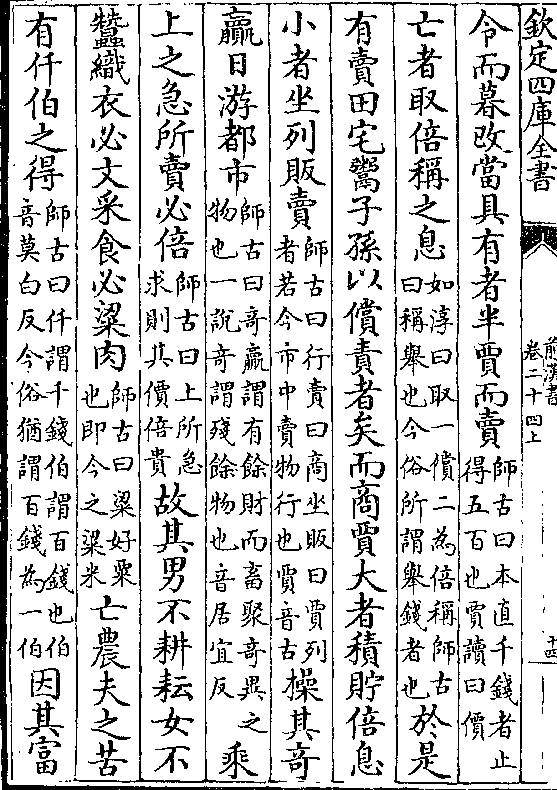 欽定四庫全書
前漢書
卷二十四上
十四
令而暮改當具有者半賈而賣師古曰本直千錢者止得五百也賈讀曰價
亡者取倍稱之息如淳曰取一償二為倍稱師古曰稱舉也今俗所謂舉錢者也於是
有賣田宅鬻子孫以償責者矣而商賈大者積貯倍息
小者坐列販賣師古曰行賣曰商坐販曰賈列者若今市中賣物行也賈音古操其奇
贏日游都市師古曰奇贏謂有餘財而畜聚奇異之物也一說奇謂殘餘物也音居宜反乘
上之急所賣必倍師古曰上所急求則其價倍貴故其男不耕耘女不
蠶織衣必文采食必粱肉師古曰粱好粟也即今之粱米亡農夫之苦
有仟伯之得師古曰仟謂千錢伯謂百錢也伯音莫白反今俗猶謂百錢為一伯因其富